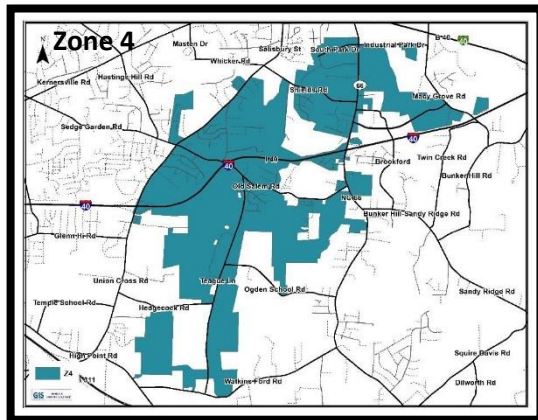 Zone 4
N
Masten Dr
Salisbury St
South Park Dr
Industrial Park Dr
B 40
40
Whicker Rd
Hastings Hill Rd
Kernersville Rd
66
Shields Rd
Macy Grove Rd
Sedge Garden Rd
40
I 40
Brookford
Twin Creek Rd
40
Bunker Hill Rd
Old Salem Rd
NC 66
40
Bunker Hill-Sandy Ridge Rd
Glenn Hi Rd
Union Cross Rd
Teague Ln
Ogden School Rd
Sandy Ridge Rd
Temple School Rd
Hedgecock Rd
High Point Rd
Squire Davis Rd
Z4
Watkins Ford Rd
Dilworth Rd
GIS